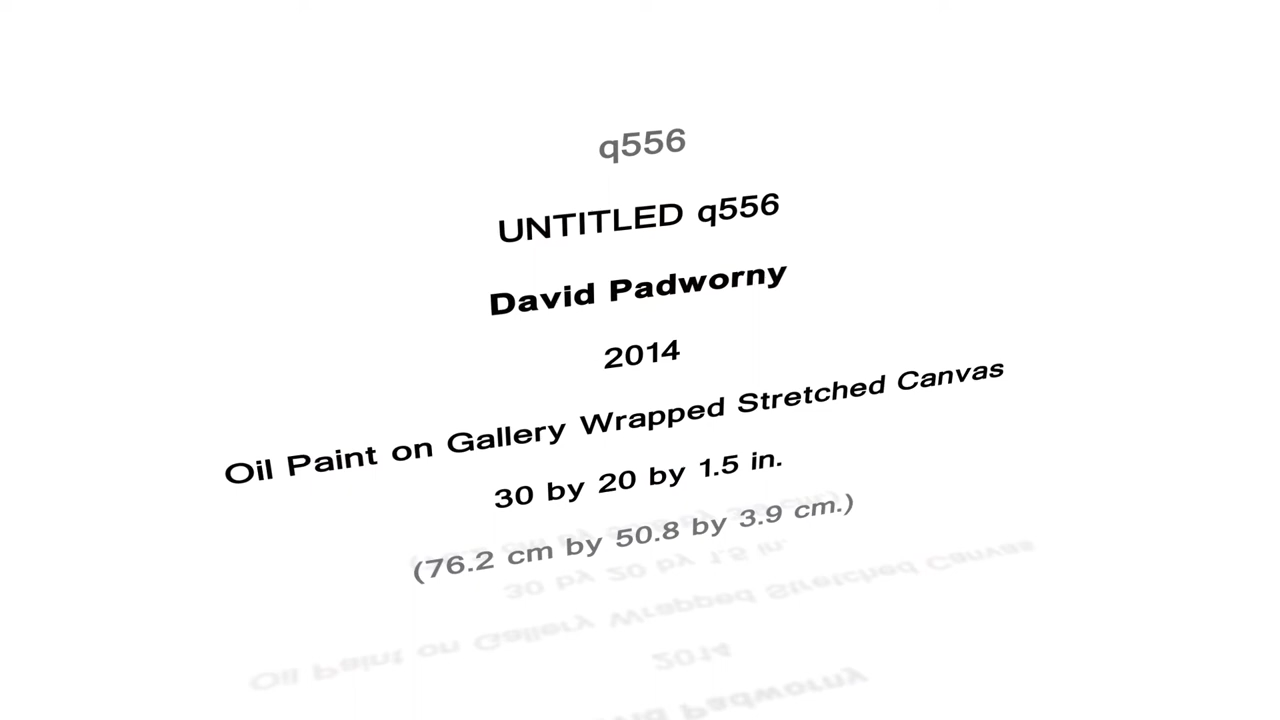 q556
UNTITLED q556
David Padworny
2014
Oil Paint on Gallery Wrapped Stretched Canvas
30 by 20 by 1.5 in.
(76.2 cm by 50.8 by 3.9 cm.)